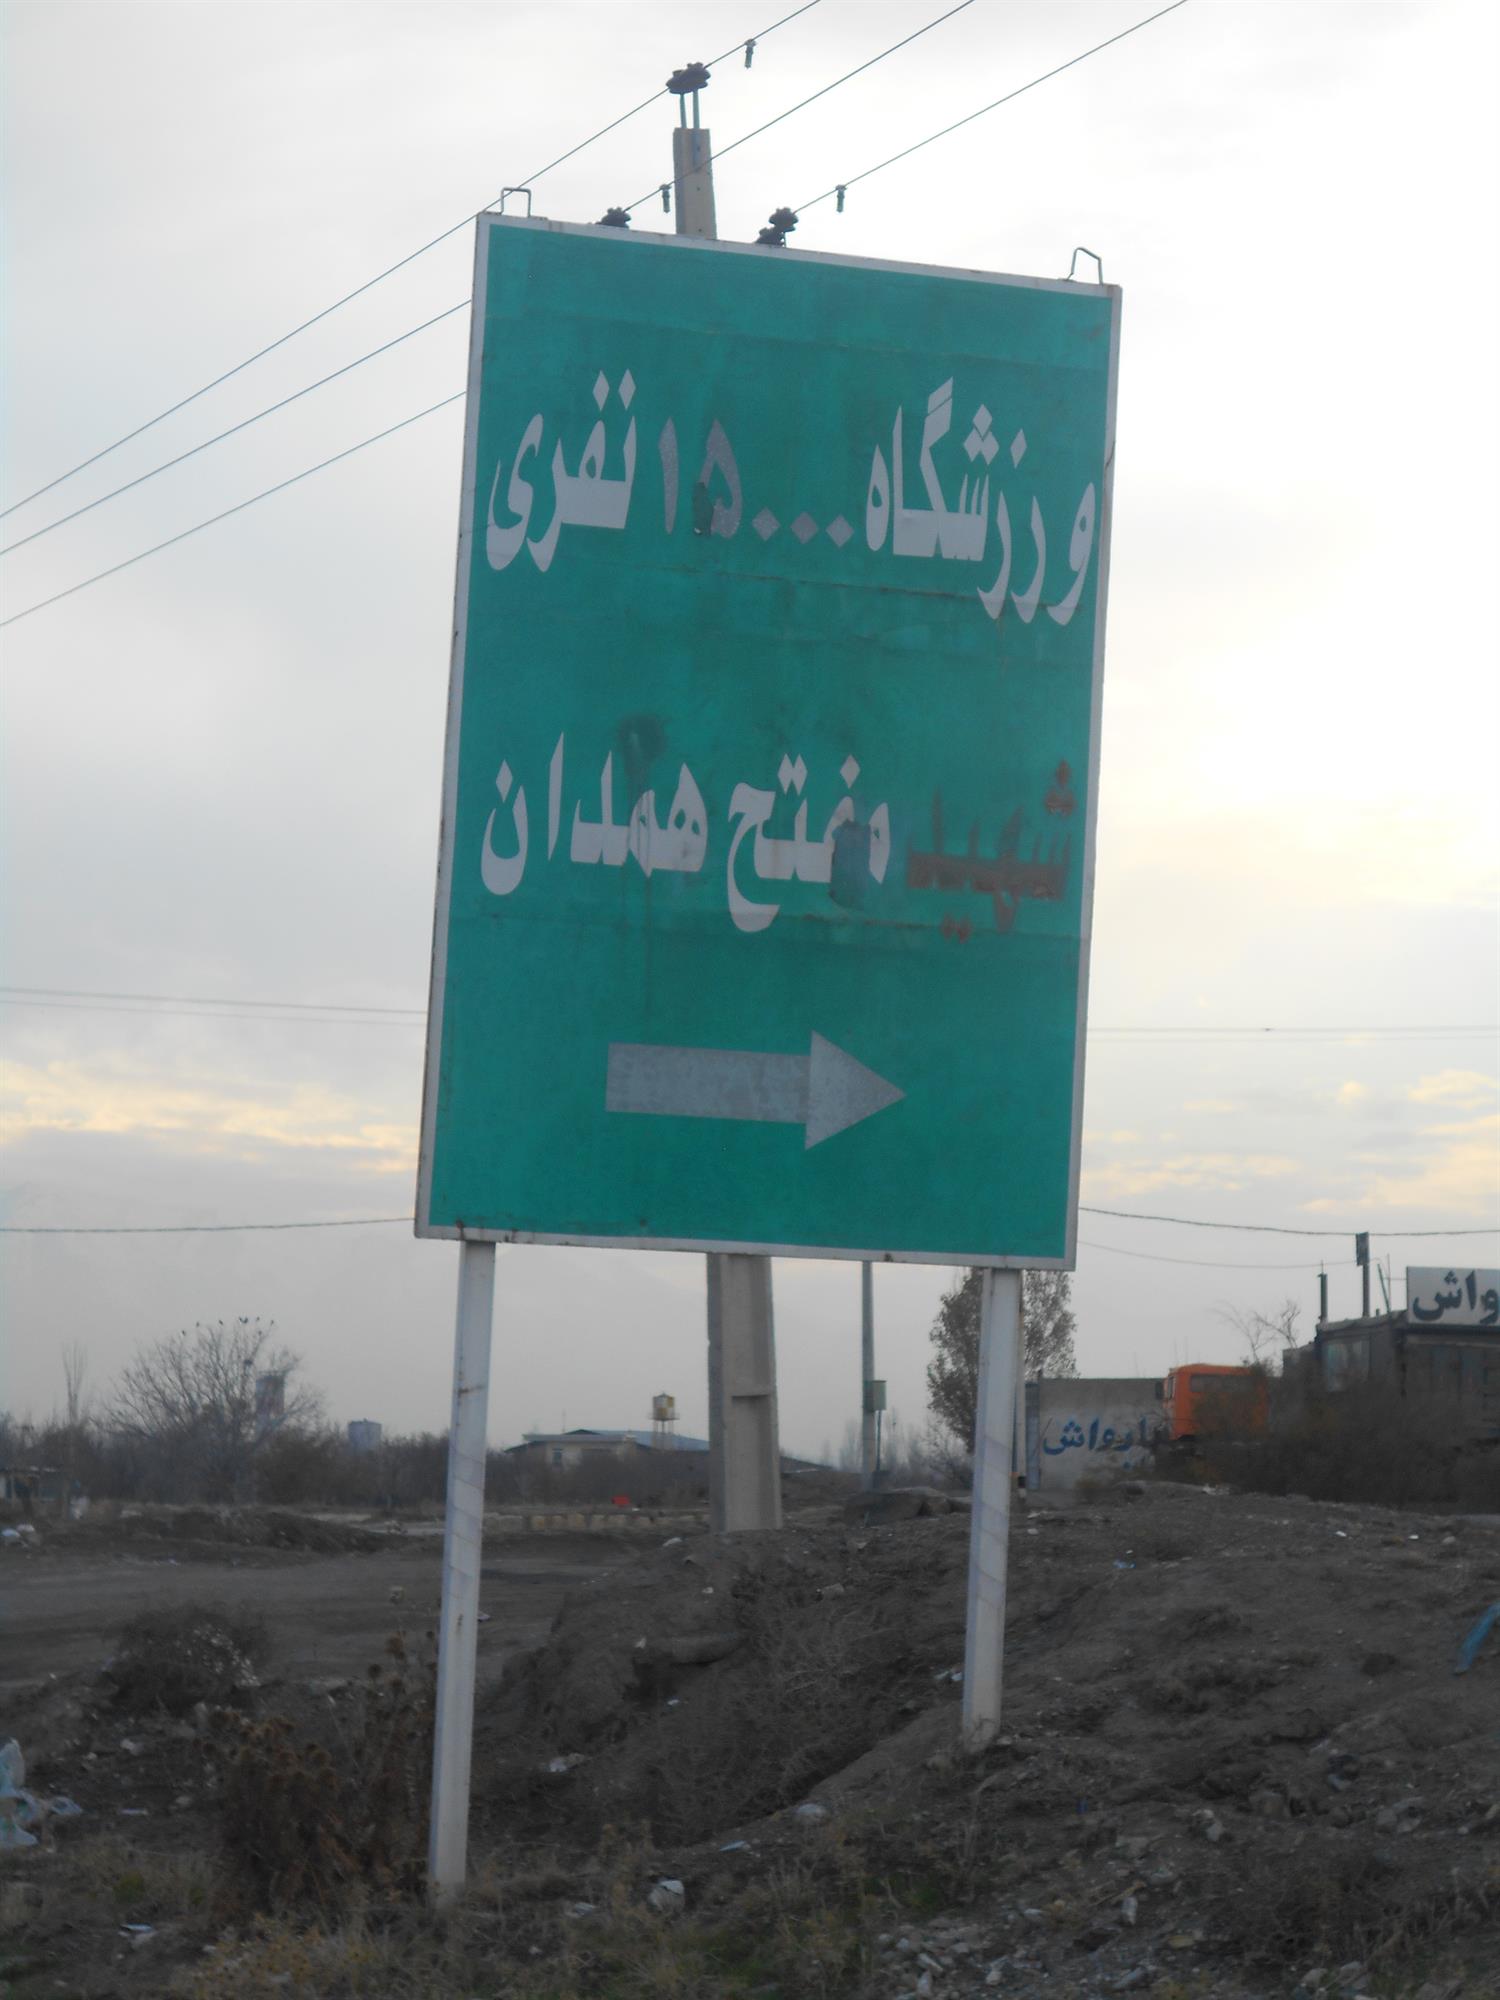 ورزشگاه ۱۵۰۰۰ نفری
شهید مفتح همدان
واش
کارواش